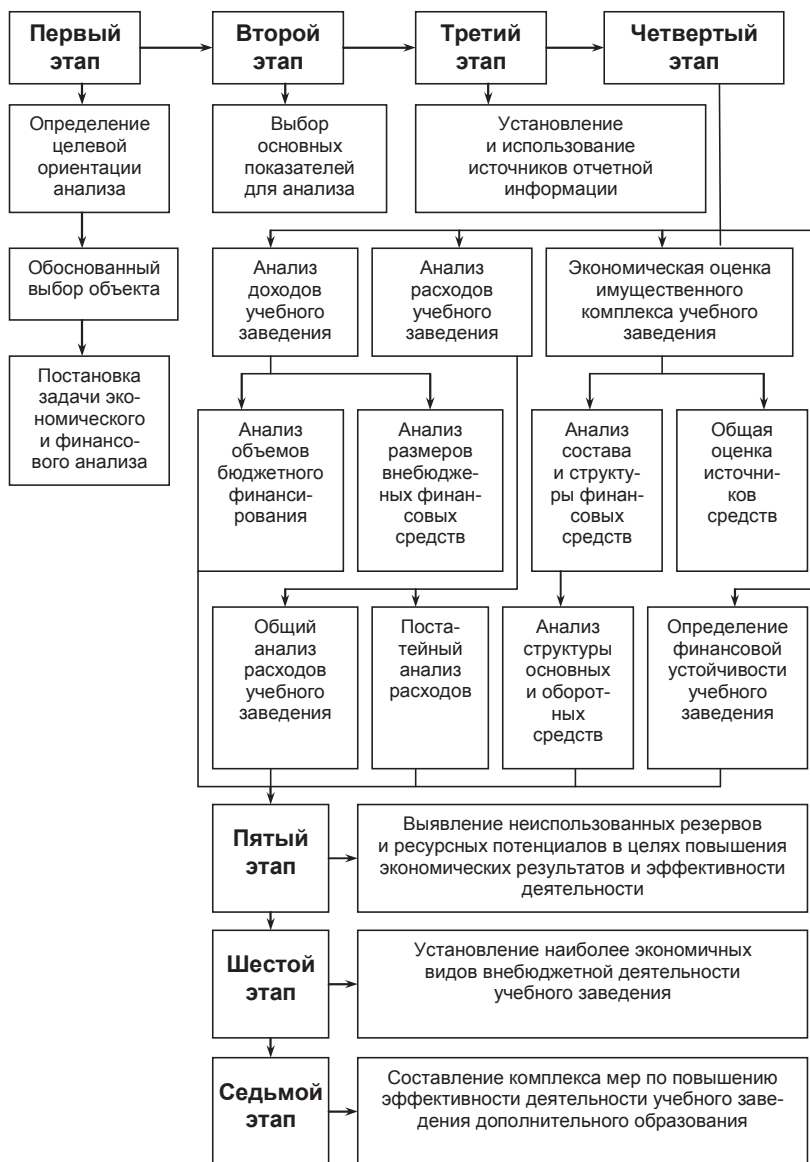 Первый
этап
Второй
этап
Третий
этап
Четвертый
этап
Определение
целевой
ориентации
анализа
Выбор
основных
показателей
для анализа
Установление
и использование
источников отчетной
информации
Обоснованный
выбор объекта
Анализ
доходов
учебного
заведения
Анализ
расходов
учебного
заведения
Экономическая оценка
имущественного
комплекса учебного
заведения
Постановка
задачи эко-
номического
и финансо-
вого анализа
Анализ
объемов
бюджетного
финанси-
рования
Анализ
размеров
внебюдже-
ных финан-
совых
средств
Анализ
состава
и структу-
ры финан-
совых
средств
Общая
оценка
источни-
ков
средств
Общий
анализ
расходов
учебного
заведения
Поста-
тейный
анализ
расходов
Анализ
структуры
основных
и оборот-
ных
средств
Определение
финансовой
устойчивости
учебного
заведения
Пятый
этап
Выявление неиспользованных резервов
и ресурсных потенциалов в целях повышения
экономических результатов и эффективности
деятельности
Шестой
этап
Установление наиболее экономичных
видов внебюджетной деятельности
учебного заведения
Седьмой
этап
Составление комплекса мер по повышению
эффективности деятельности учебного заве-
дения дополнительного образования